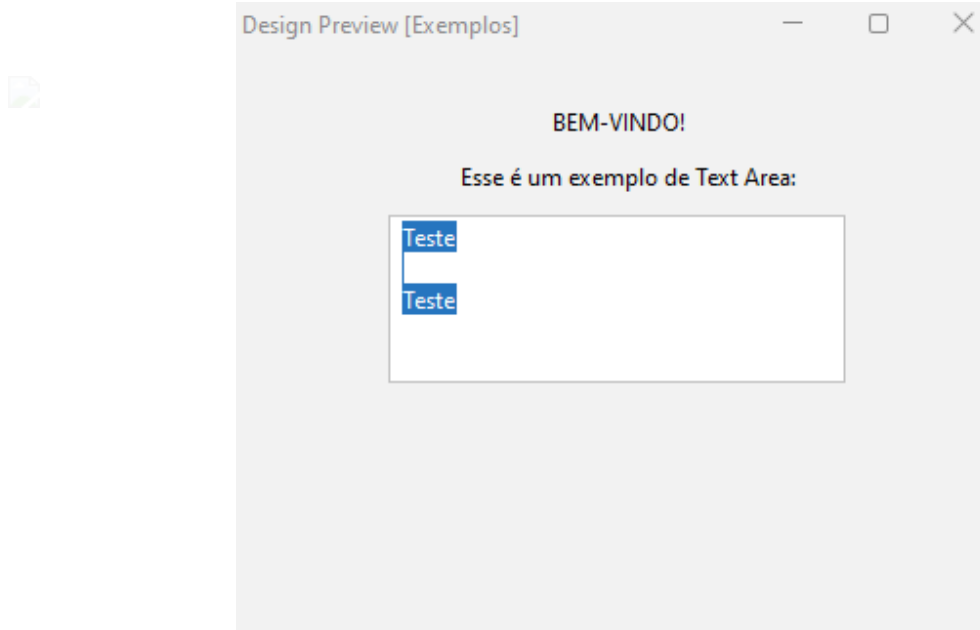 Design Preview [Exemplos]
BEM-VINDO!
Esse é um exemplo de Text Area:
Teste
Teste